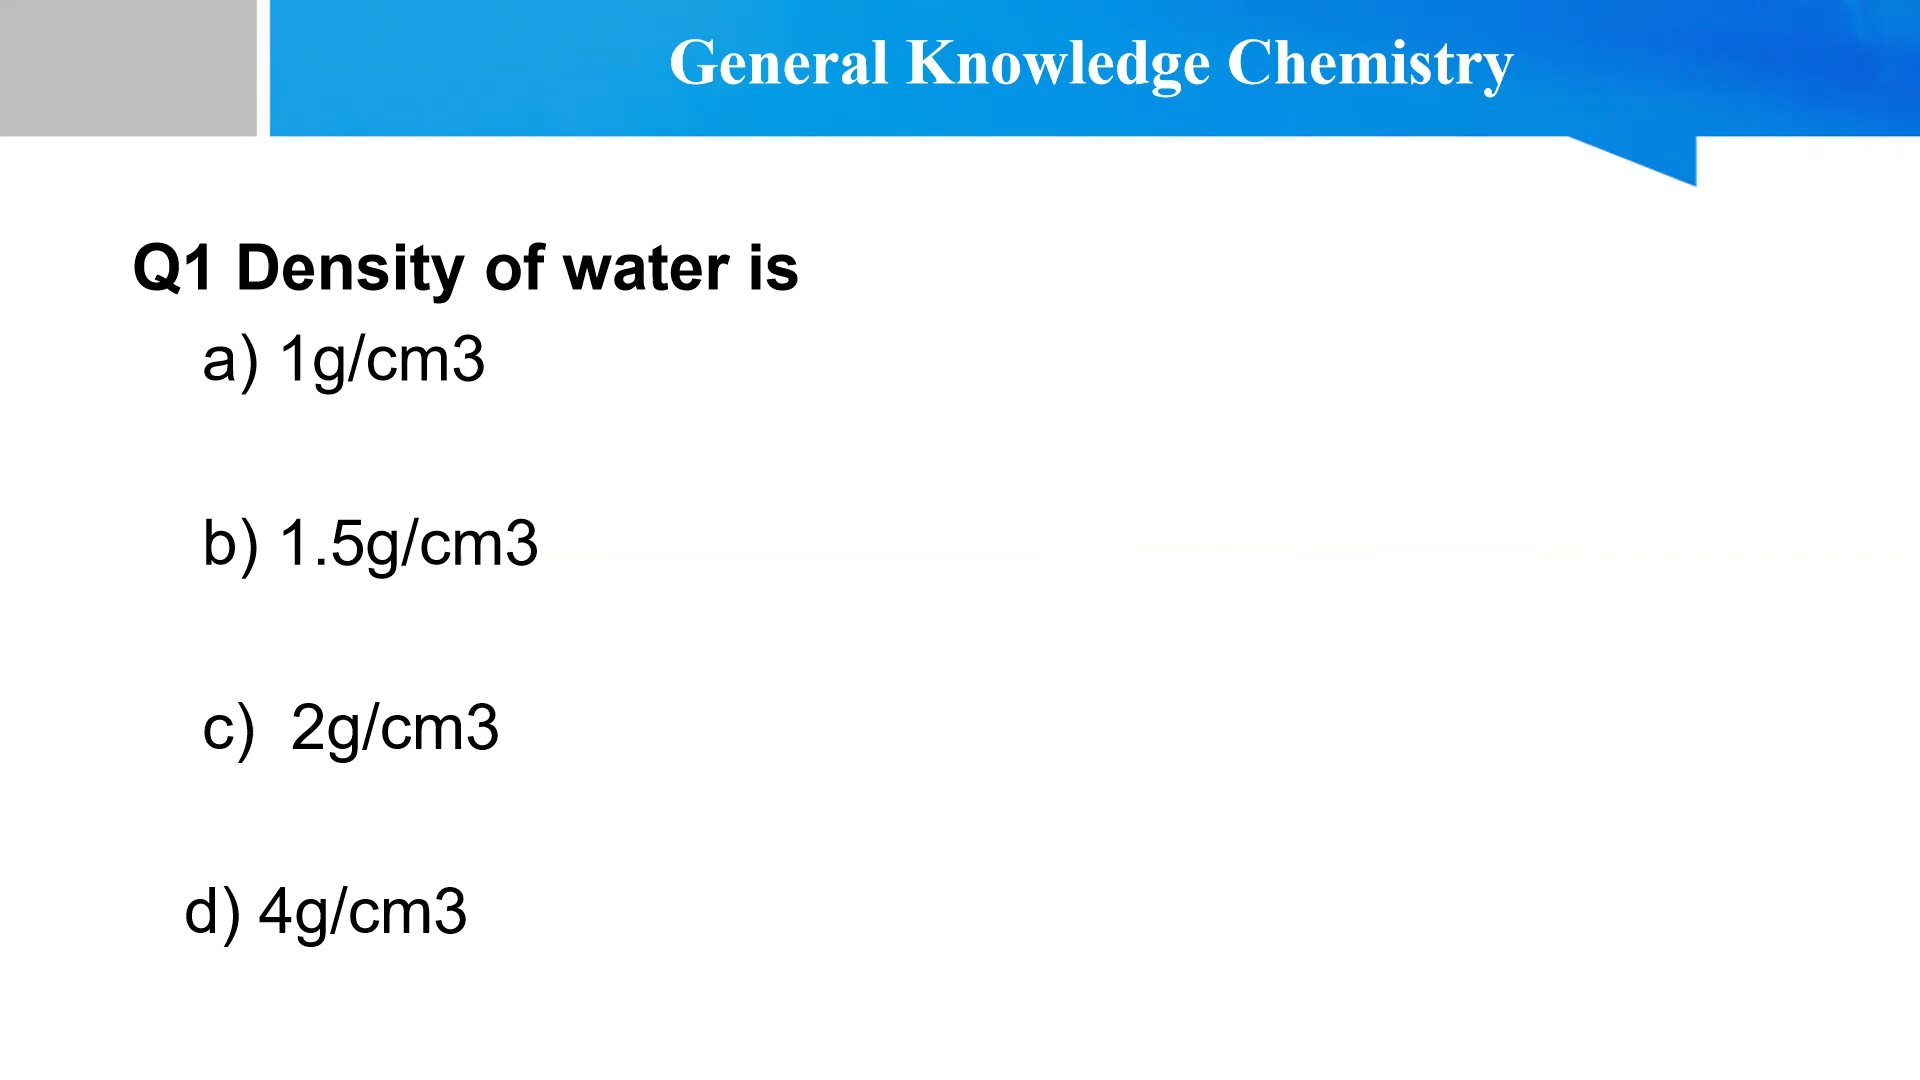 General Knowledge Chemistry
Q1 Density of water is
a) 1g/cm3
b) 1.5g/cm3
c) 2g/cm3
d) 4g/cm3